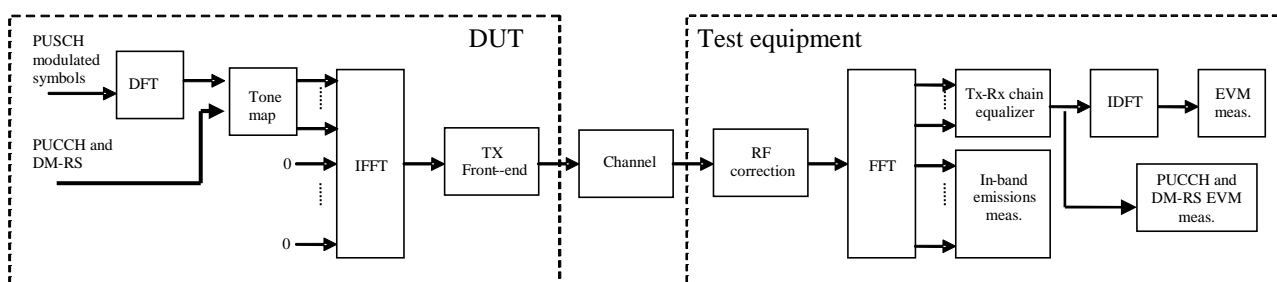 DUT
Test equipment
PUSCH
modulated
symbols
DFT
Tone
map
PUCCH and
DM-RS
0
0
IFFT
TX
Front--end
Channel
RF
correction
FFT
Tx-Rx chain
equalizer
IDFT
EVM
meas.
In-band
emissions
meas.
PUCCH and
DM-RS EVM
meas.